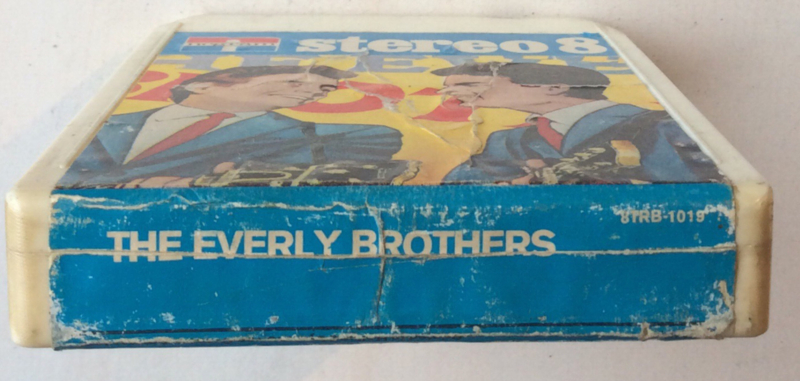 stereo 8
8TRB-1019
THE EVERLY BROTHERS